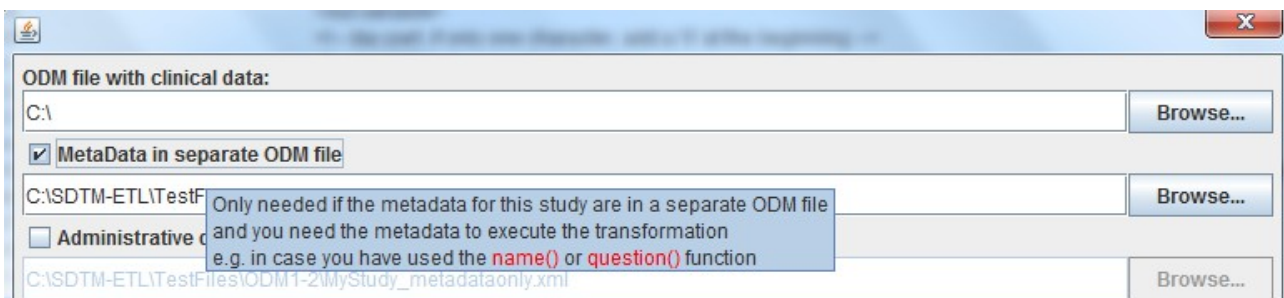 ODM file with clinical data:
C:\
Browse...
MetaData in separate ODM file
C:\SDTM-ETL\TestF
Browse...
Only needed if the metadata for this study are in a separate ODM file
and you need the metadata to execute the transformation
e.g. in case you have used the name() or question() function
Administrative
C:\SDTM-ETL\TestFiles\ODM1-2\MyStudy_metadataonly.xml
Browse...